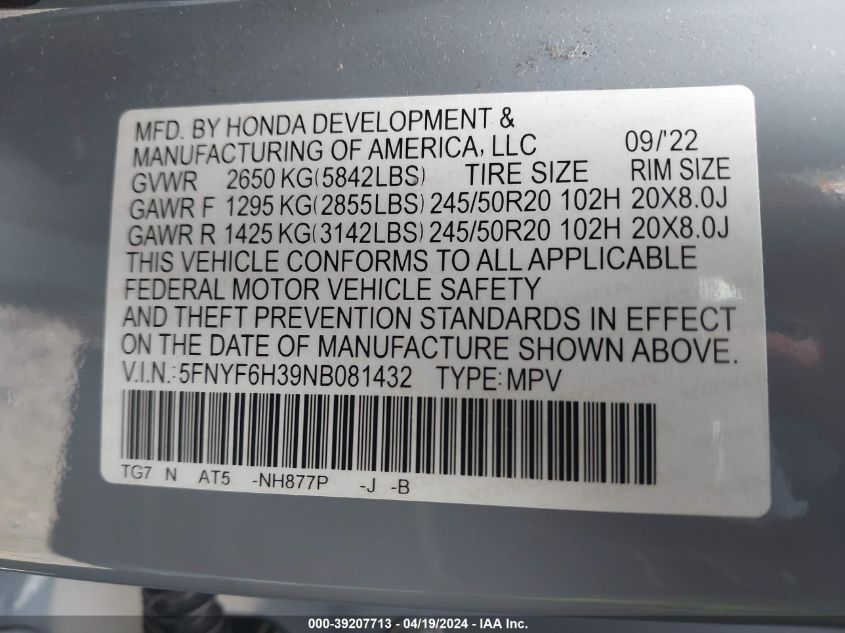 MFD. BY HONDA DEVELOPMENT &
MANUFACTURING OF AMERICA, LLC 09/'22
GVWR 2650 KG(5842LBS) TIRE SIZE RIM SIZE
GAWR F 1295 KG(2855LBS) 245/50R20 102H 20X8.0J
GAWR R 1425 KG(3142LBS) 245/50R20 102H 20X8.0J
THIS VEHICLE CONFORMS TO ALL APPLICABLE
FEDERAL MOTOR VEHICLE SAFETY
AND THEFT PREVENTION STANDARDS IN EFFECT
ON THE DATE OF MANUFACTURE SHOWN ABOVE.
V.I.N.:5FNYF6H39NB081432 TYPE:MPV
TG7 N AT5 -NH877P -J -B
000-39207713 - 04/19/2024 - IAA Inc.